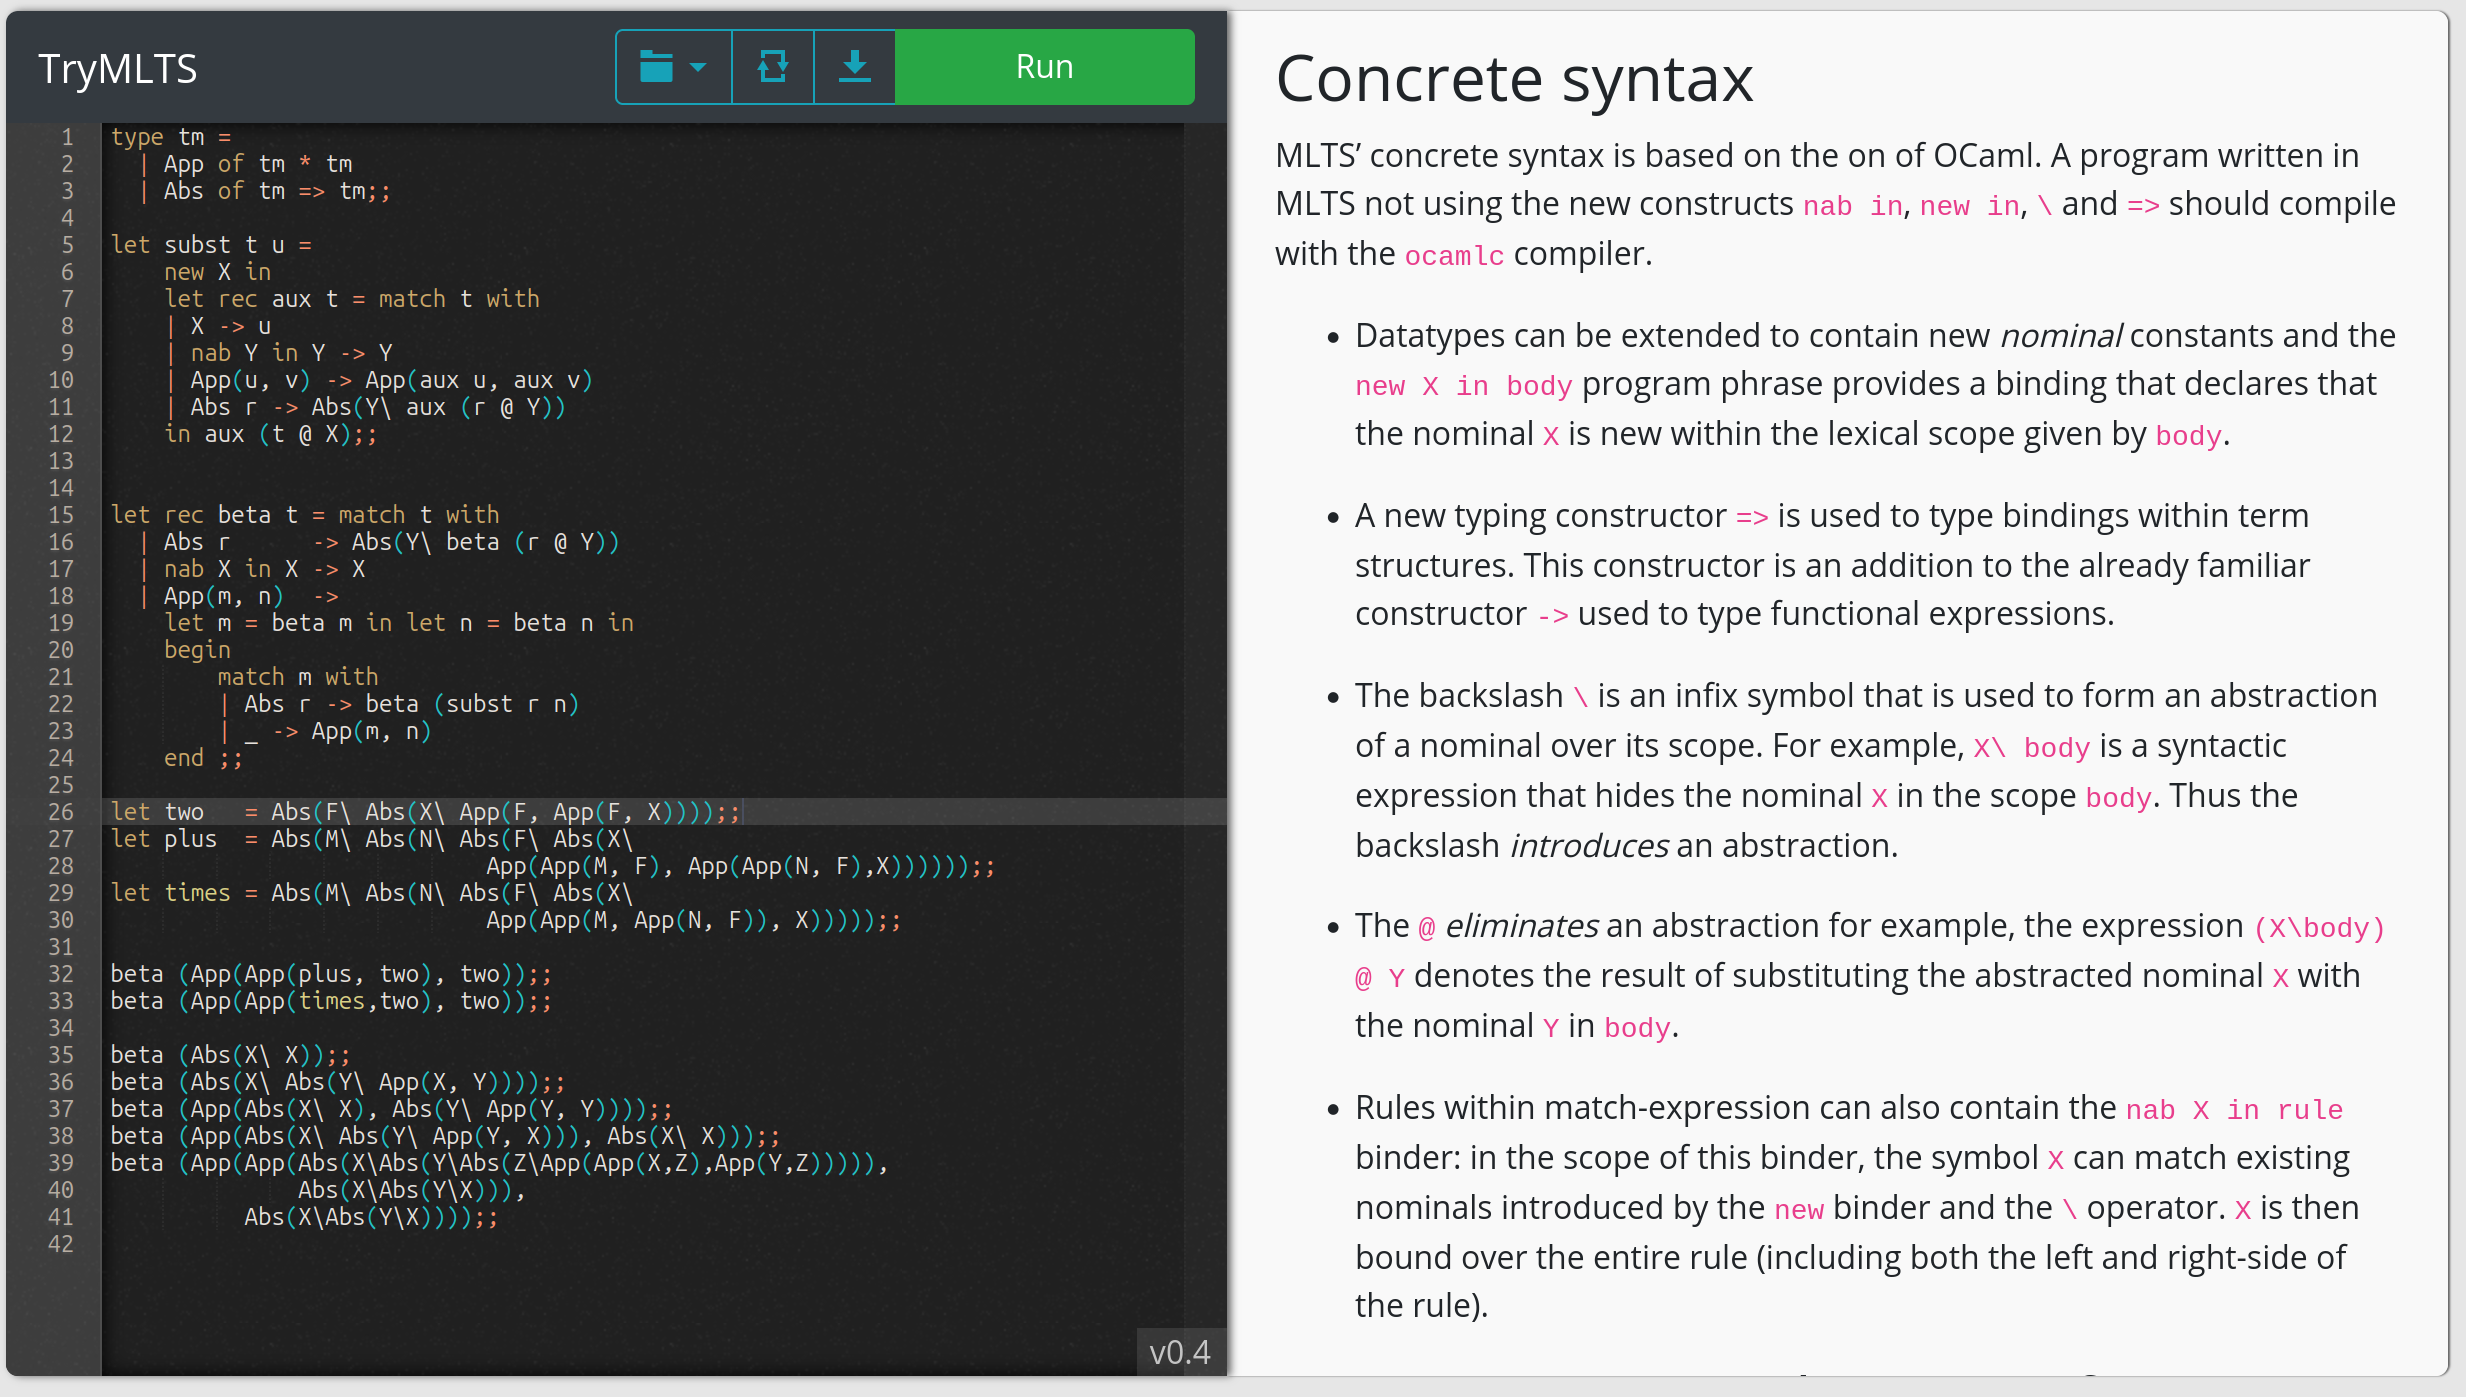 TryMLTS
Run
1 type tm =
2   | App of tm * tm
3   | Abs of tm => tm;;
4
5 let subst t u =
6     new X in
7     let rec aux t = match t with
8     | X -> u
9     | nab Y in Y -> Y
10     | App(u, v) -> App(aux u, aux v)
11     | Abs r -> Abs(Y\ aux (r @ Y))
12     in aux (t @ X);;
13
14
15 let rec beta t = match t with
16   | Abs r      -> Abs(Y\ beta (r @ Y))
17   | nab X in X -> X
18   | App(m, n)  ->
19     let m = beta m in let n = beta n in
20     begin
21         match m with
22         | Abs r -> beta (subst r n)
23         | _ -> App(m, n)
24     end ;;
25
26 let two   = Abs(F\ Abs(X\ App(F, App(F, X))));;
27 let plus  = Abs(M\ Abs(N\ Abs(F\ Abs(X\
28                             App(App(M, F), App(App(N, F),X))))));;
29 let times = Abs(M\ Abs(N\ Abs(F\ Abs(X\
30                             App(App(M, App(N, F)), X)))));;
31
32 beta (App(App(plus, two), two));;
33 beta (App(App(times,two), two));;
34
35 beta (Abs(X\ X));;
36 beta (Abs(X\ Abs(Y\ App(X, Y))));;
37 beta (App(Abs(X\ X), Abs(Y\ App(Y, Y))));;
38 beta (App(Abs(X\ Abs(Y\ App(Y, X))), Abs(X\ X)));;
39 beta (App(App(Abs(X\Abs(Y\Abs(Z\App(App(X,Z),App(Y,Z))))),
40               Abs(X\Abs(Y\X))),
41           Abs(X\Abs(Y\X))));;
42
v0.4
Concrete syntax
MLTS’ concrete syntax is based on the on of OCaml. A program written in
MLTS not using the new constructs nab in, new in, \ and => should compile
with the ocamlc compiler.
• Datatypes can be extended to contain new nominal constants and the
new X in body program phrase provides a binding that declares that
the nominal X is new within the lexical scope given by body.
• A new typing constructor => is used to type bindings within term
structures. This constructor is an addition to the already familiar
constructor -> used to type functional expressions.
• The backslash \ is an infix symbol that is used to form an abstraction
of a nominal over its scope. For example, X\ body is a syntactic
expression that hides the nominal X in the scope body. Thus the
backslash introduces an abstraction.
• The @ eliminates an abstraction for example, the expression (X\body)
@ Y denotes the result of substituting the abstracted nominal X with
the nominal Y in body.
• Rules within match-expression can also contain the nab X in rule
binder: in the scope of this binder, the symbol X can match existing
nominals introduced by the new binder and the \ operator. X is then
bound over the entire rule (including both the left and right-side of
the rule).